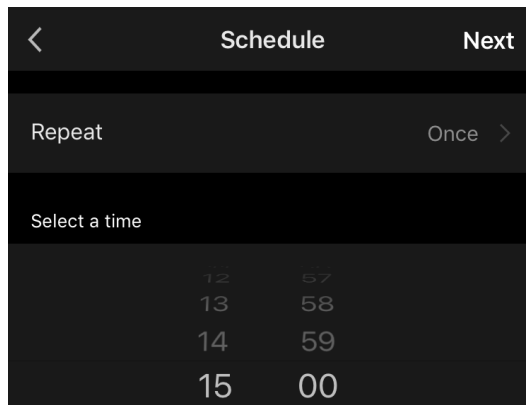 Schedule Next
Repeat Once
Select a time
12 57
13 58
14 59
15 00